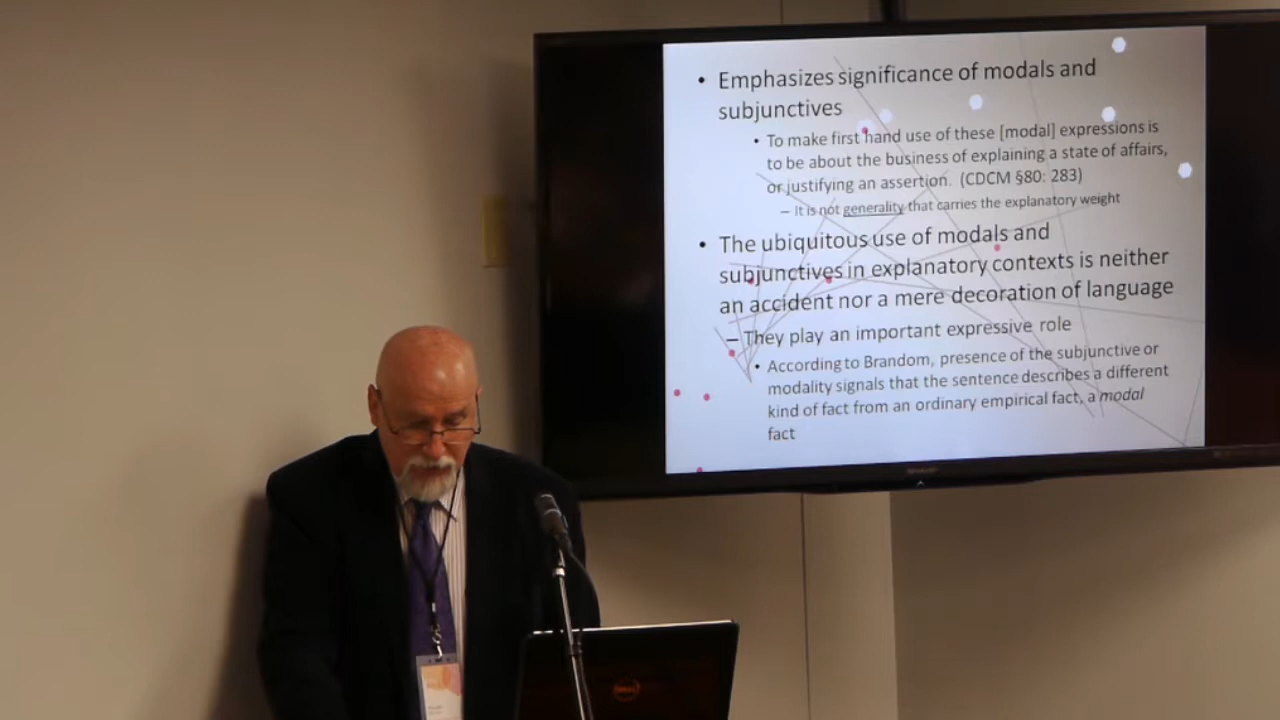 • Emphasizes significance of modals and
subjunctives
• To make first hand use of these [modal] expressions is
to be about the business of explaining a state of affairs,
or justifying an assertion. (CDCM §80: 283)
– It is not generality that carries the explanatory weight
• The ubiquitous use of modals and
subjunctives in explanatory contexts is neither
an accident nor a mere decoration of language
– They play an important expressive role
• According to Brandom, presence of the subjunctive or
modality signals that the sentence describes a different
kind of fact from an ordinary empirical fact, a modal
fact
SHARP
DELL